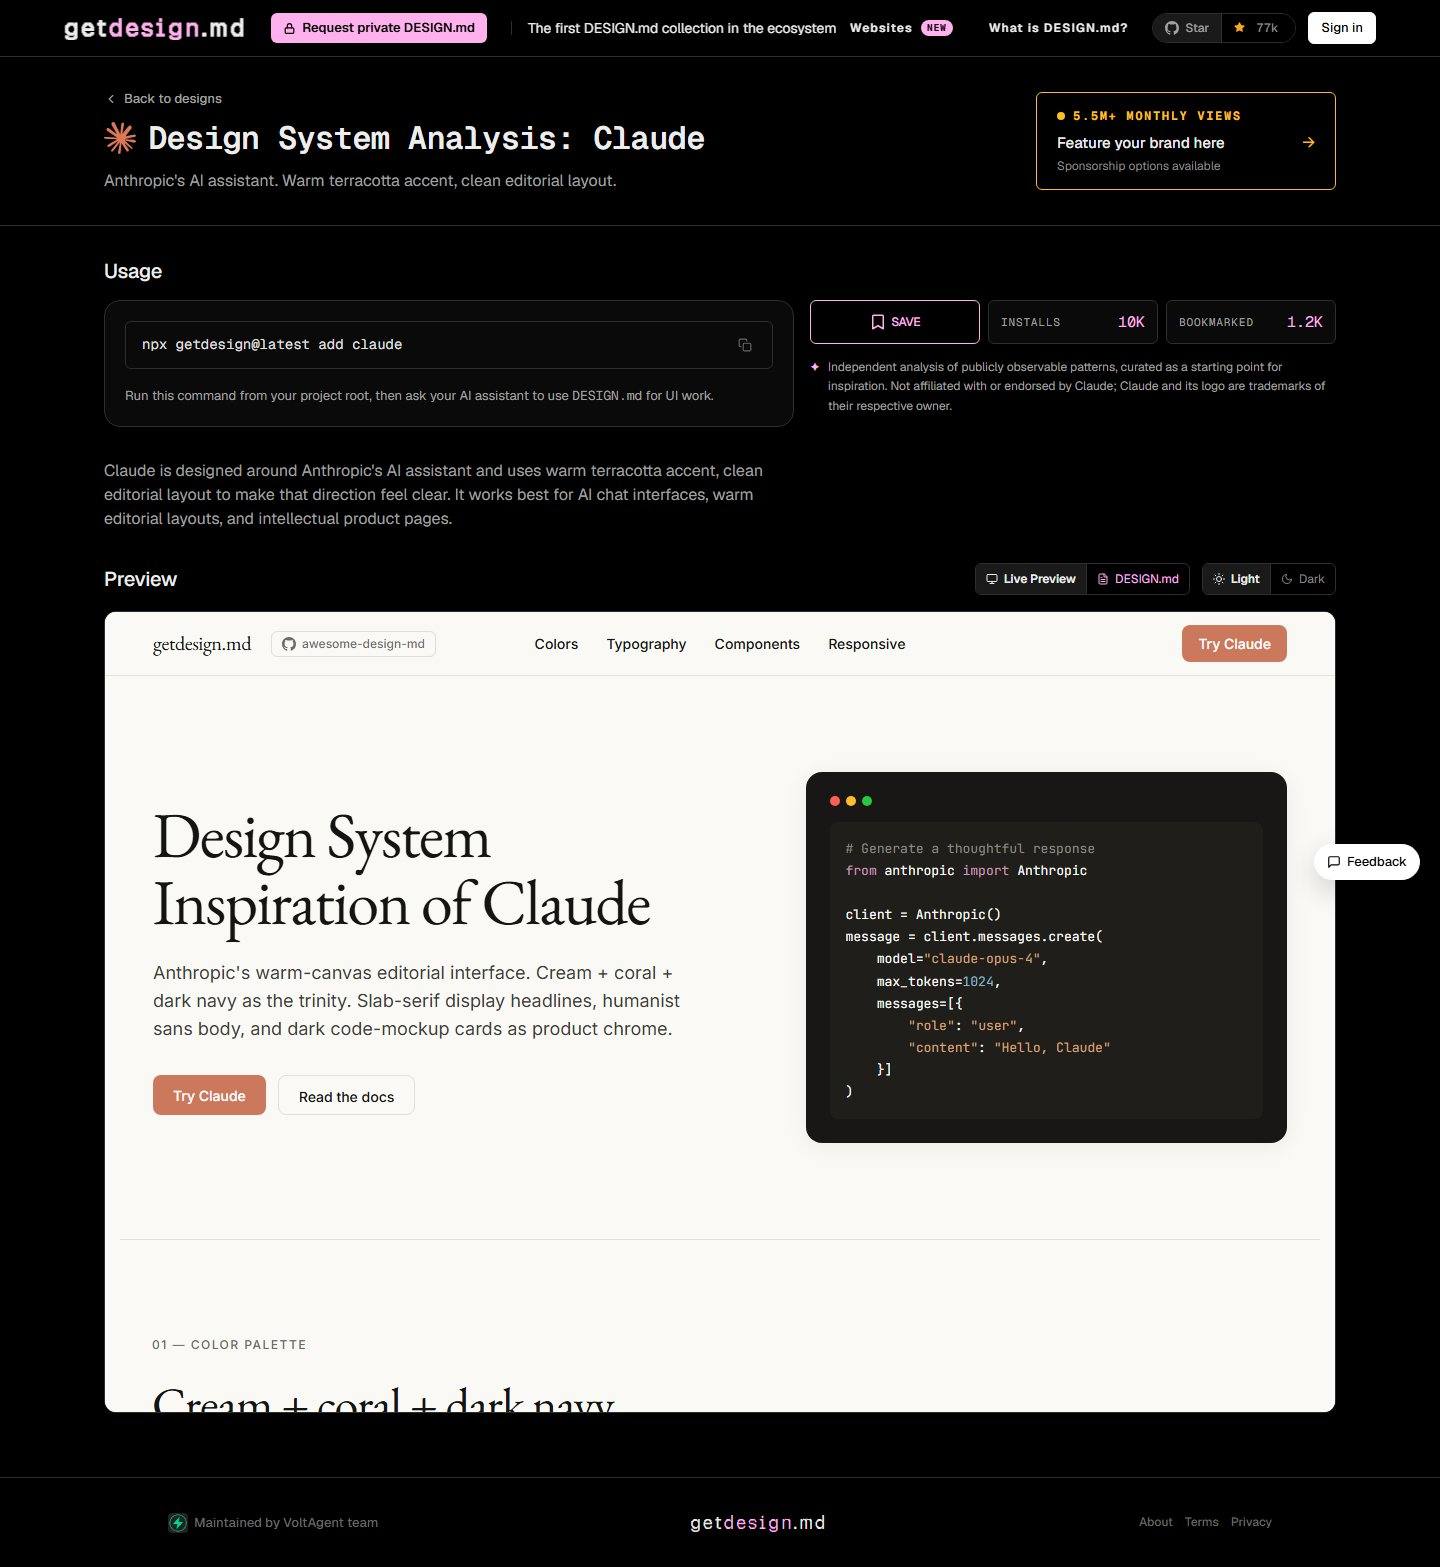 getdesign.md
Request private DESIGN.md
The first DESIGN.md collection in the ecosystem
Websites NEW
What is DESIGN.md?
Star 77k
Sign in
Back to designs
Design System Analysis: Claude
Anthropic's AI assistant. Warm terracotta accent, clean editorial layout.
5.5M+ MONTHLY VIEWS
Feature your brand here
Sponsorship options available
Usage
npx getdesign@latest add claude
Run this command from your project root, then ask your AI assistant to use DESIGN.md for UI work.
SAVE
INSTALLS 10K
BOOKMARKED 1.2K
Independent analysis of publicly observable patterns, curated as a starting point for
inspiration. Not affiliated with or endorsed by Claude; Claude and its logo are trademarks of
their respective owner.
Claude is designed around Anthropic's AI assistant and uses warm terracotta accent, clean
editorial layout to make that direction feel clear. It works best for AI chat interfaces, warm
editorial layouts, and intellectual product pages.
Preview
Live Preview
DESIGN.md
Light
Dark
getdesign.md
awesome-design-md
Colors
Typography
Components
Responsive
Try Claude
Design System
Inspiration of Claude
Anthropic's warm-canvas editorial interface. Cream + coral +
dark navy as the trinity. Slab-serif display headlines, humanist
sans body, and dark code-mockup cards as product chrome.
Try Claude
Read the docs
# Generate a thoughtful response
from anthropic import Anthropic
client = Anthropic()
message = client.messages.create(
    model="claude-opus-4",
    max_tokens=1024,
    messages=[{
        "role": "user",
        "content": "Hello, Claude"
    }]
)
Feedback
01 — COLOR PALETTE
Cream + coral + dark navy
Maintained by VoltAgent team
getdesign.md
About
Terms
Privacy